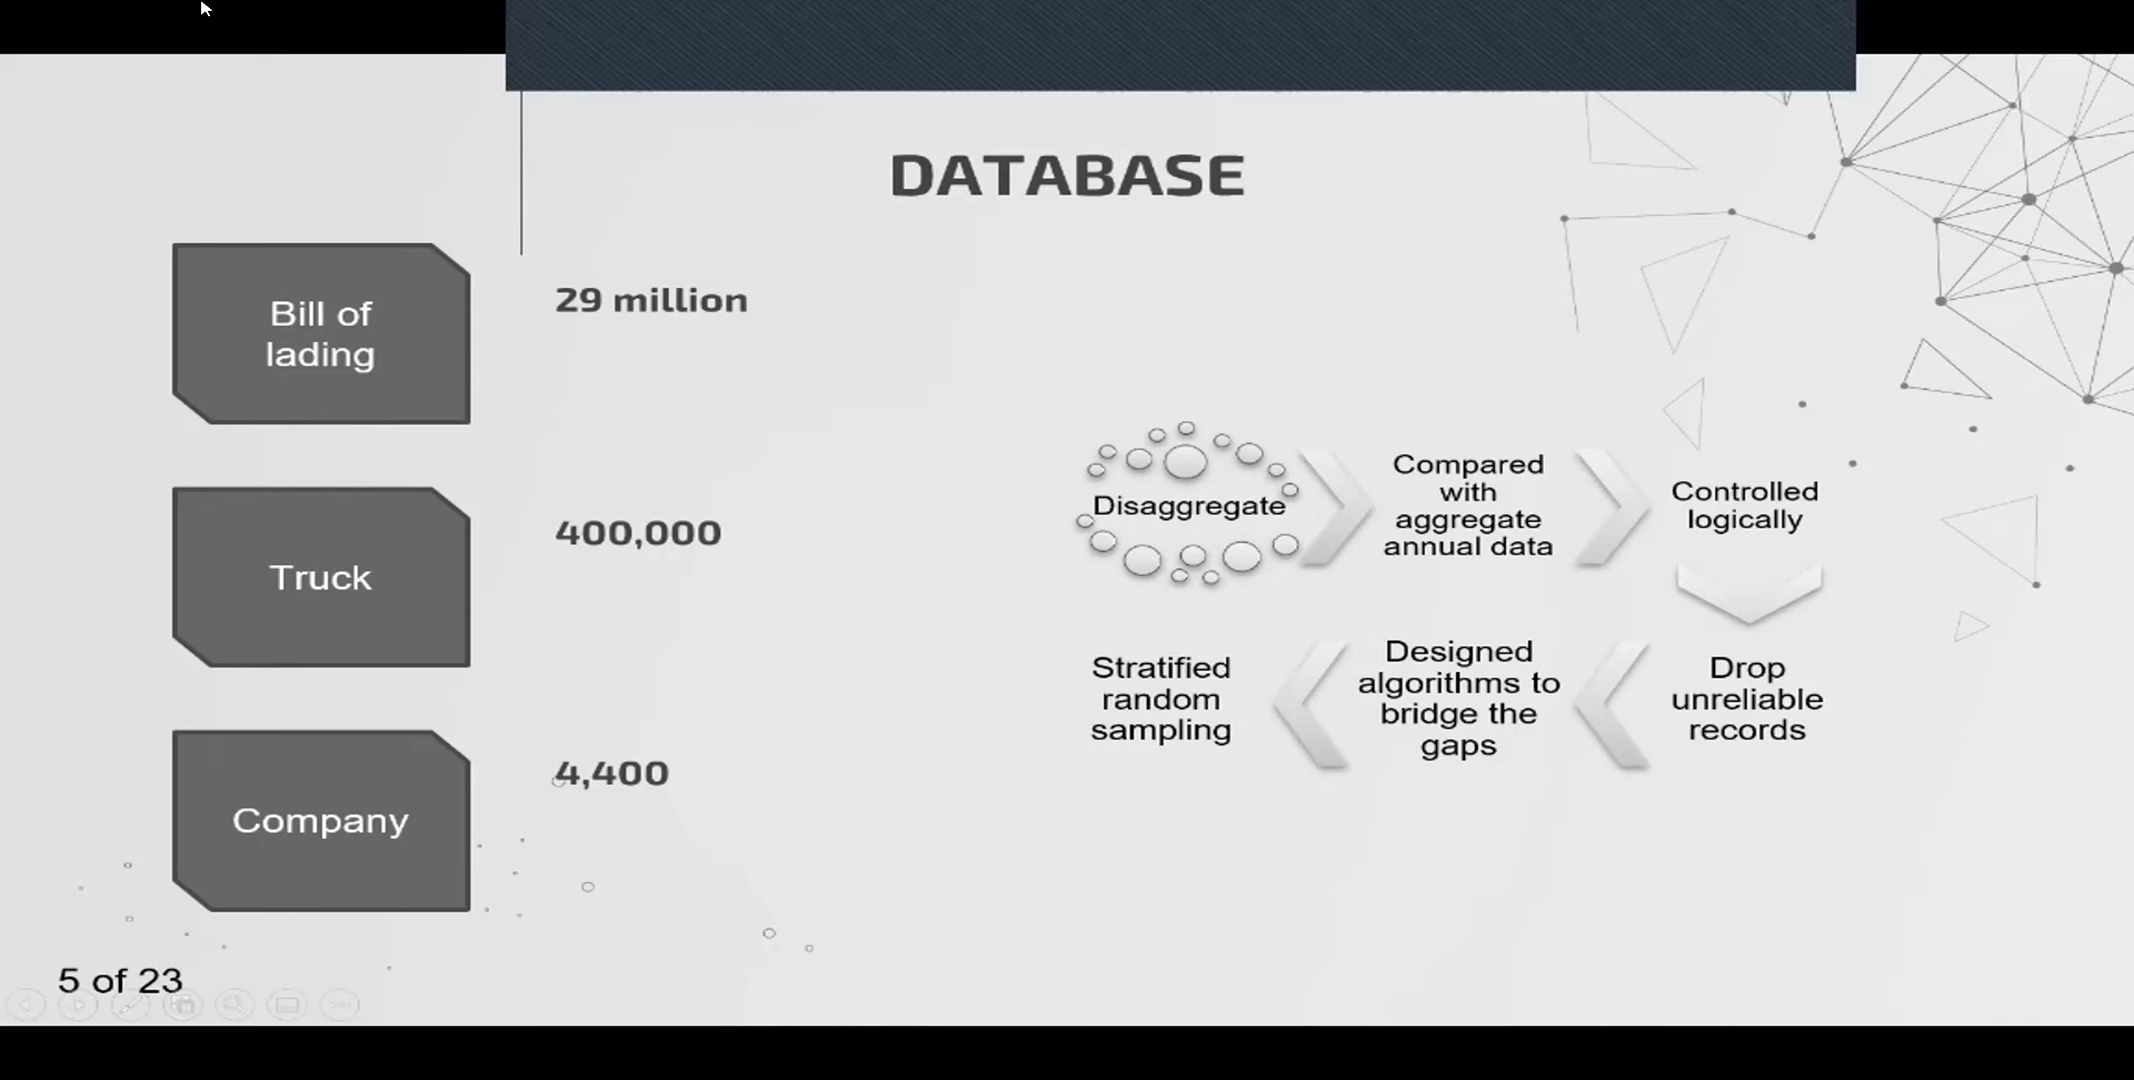 DATABASE
Bill of
lading
29 million
Truck
400,000
Company
4,400
Disaggregate
Compared
with
aggregate
annual data
Controlled
logically
Drop
unreliable
records
Designed
algorithms to
bridge the
gaps
Stratified
random
sampling
5 of 23